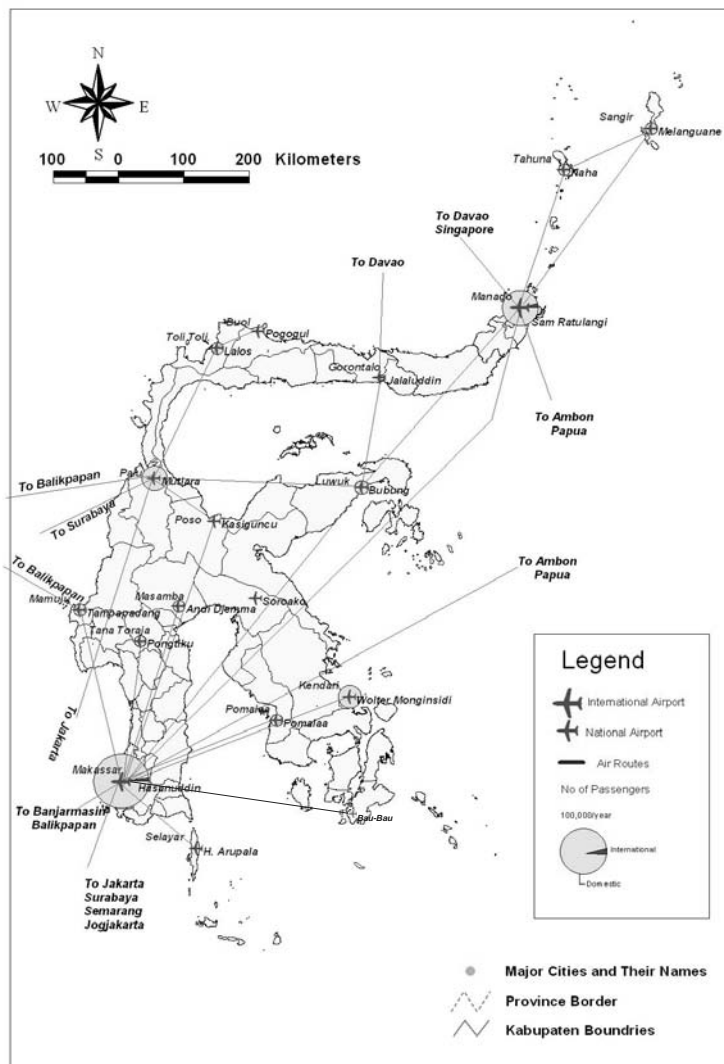 N
W E
S
100 0 100 200 Kilometers
Sangir
Melanguane
Tahuna
Naha
To Davao
Singapore
To Davao
Manado
Sam Ratulangi
Buol
Toli Toli
Pogogul
Lalos
Gorontalo
Jalaluddin
To Ambon
Papua
To Balikpapan
Palu
Mutiara
Luwuk
Bubung
To Surabaya
Poso
Kasiguncu
To Ambon
Papua
To Balikpapan
Mamuju
Tampapadang
Masamba
Andi Djemma
Soroako
Tana Toraja
Pongtiku
Kendari
Wolter Monginsidi
Pomalaa
Pomalaa
To Jakarta
Makassar
Hasanuddin
To Banjarmasin
Balikpapan
Bau-Bau
Selayar
H. Arupala
To Jakarta
Surabaya
Semarang
Jogjakarta
Legend
International Airport
National Airport
Air Routes
No of Passengers
100,000/year
International
Domestic
Major Cities and Their Names
Province Border
Kabupaten Boundries